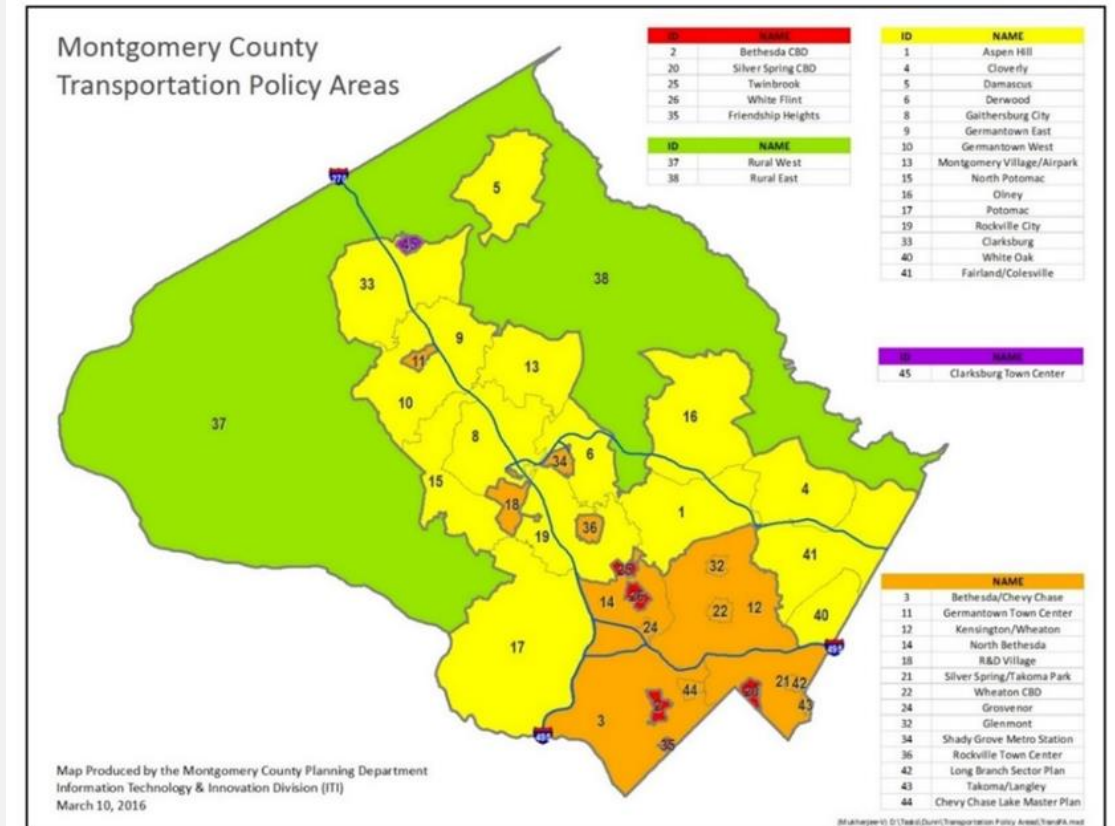 Montgomery County
Transportation Policy Areas
ID NAME
2 Bethesda CBD
20 Silver Spring CBD
25 Twinbrook
26 White Flint
35 Friendship Heights
ID NAME
37 Rural West
38 Rural East
ID NAME
1 Aspen Hill
4 Cloverly
5 Damascus
6 Derwood
8 Gaithersburg City
9 Germantown East
10 Germantown West
13 Montgomery Village/Airpark
15 North Potomac
16 Olney
17 Potomac
19 Rockville City
33 Clarksburg
40 White Oak
41 Fairland/Colesville
ID NAME
45 Clarksburg Town Center
NAME
3 Bethesda/Chevy Chase
11 Germantown Town Center
12 Kensington/Wheaton
14 North Bethesda
18 R&D Village
21 Silver Spring/Takoma Park
22 Wheaton CBD
24 Grosvenor
32 Glenmont
34 Shady Grove Metro Station
36 Rockville Town Center
42 Long Branch Sector Plan
43 Takoma/Langley
44 Chevy Chase Lake Master Plan
5
270
45
38
33
9
11
13
10
37
16
8
6
34
15
4
18
1
36
19
41
32
25
14
26
22
12
40
24
17
495
21
42
44
43
3
35
495
Map Produced by the Montgomery County Planning Department
Information Technology & Innovation Division (ITI)
March 10, 2016